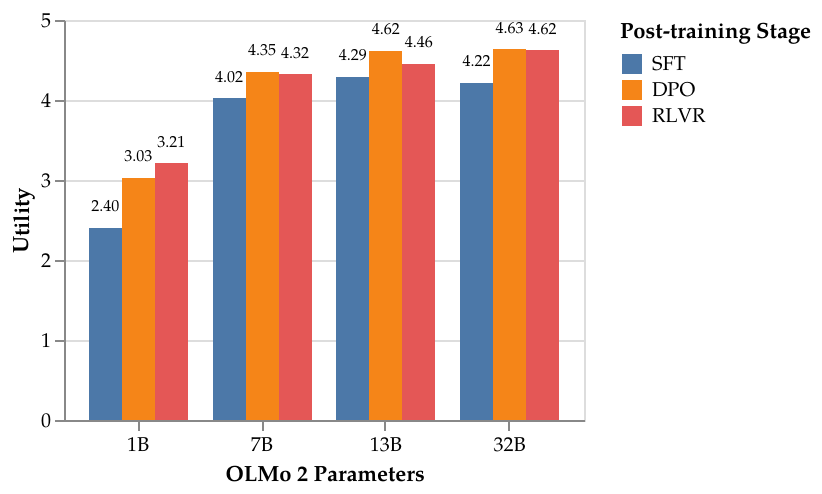 5
4
3
2
1
0
Utility
2.40
3.03
3.21
4.02
4.35
4.32
4.29
4.62
4.46
4.22
4.63
4.62
1B
7B
13B
32B
OLMo 2 Parameters
Post-training Stage
SFT
DPO
RLVR